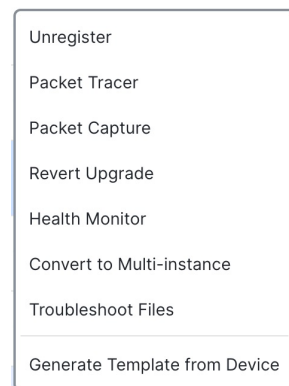 Unregister
Packet Tracer
Packet Capture
Revert Upgrade
Health Monitor
Convert to Multi-instance
Troubleshoot Files
Generate Template from Device